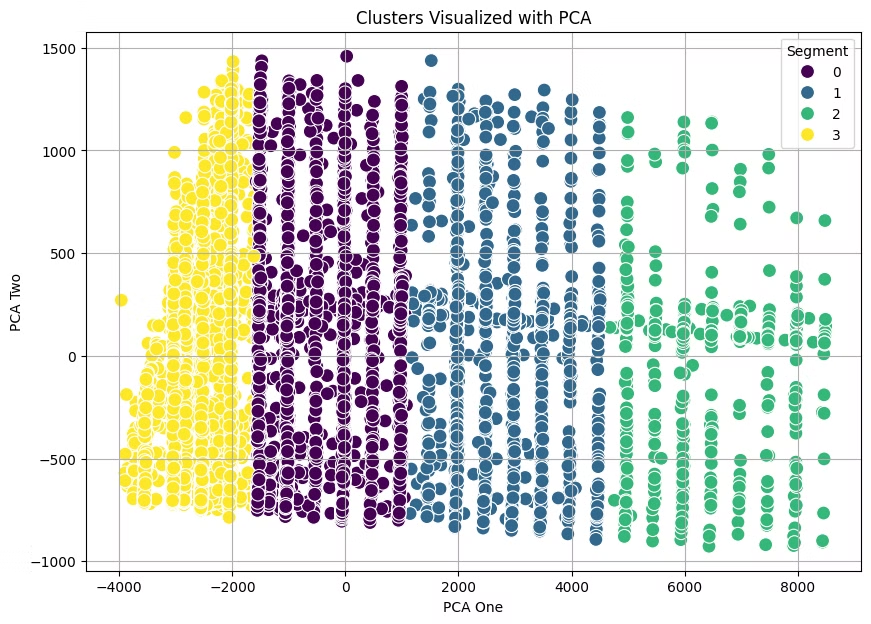 Clusters Visualized with PCA
Segment
0
1
2
3
PCA Two
1500
1000
500
0
−500
−1000
−4000 −2000 0 2000 4000 6000 8000
PCA One